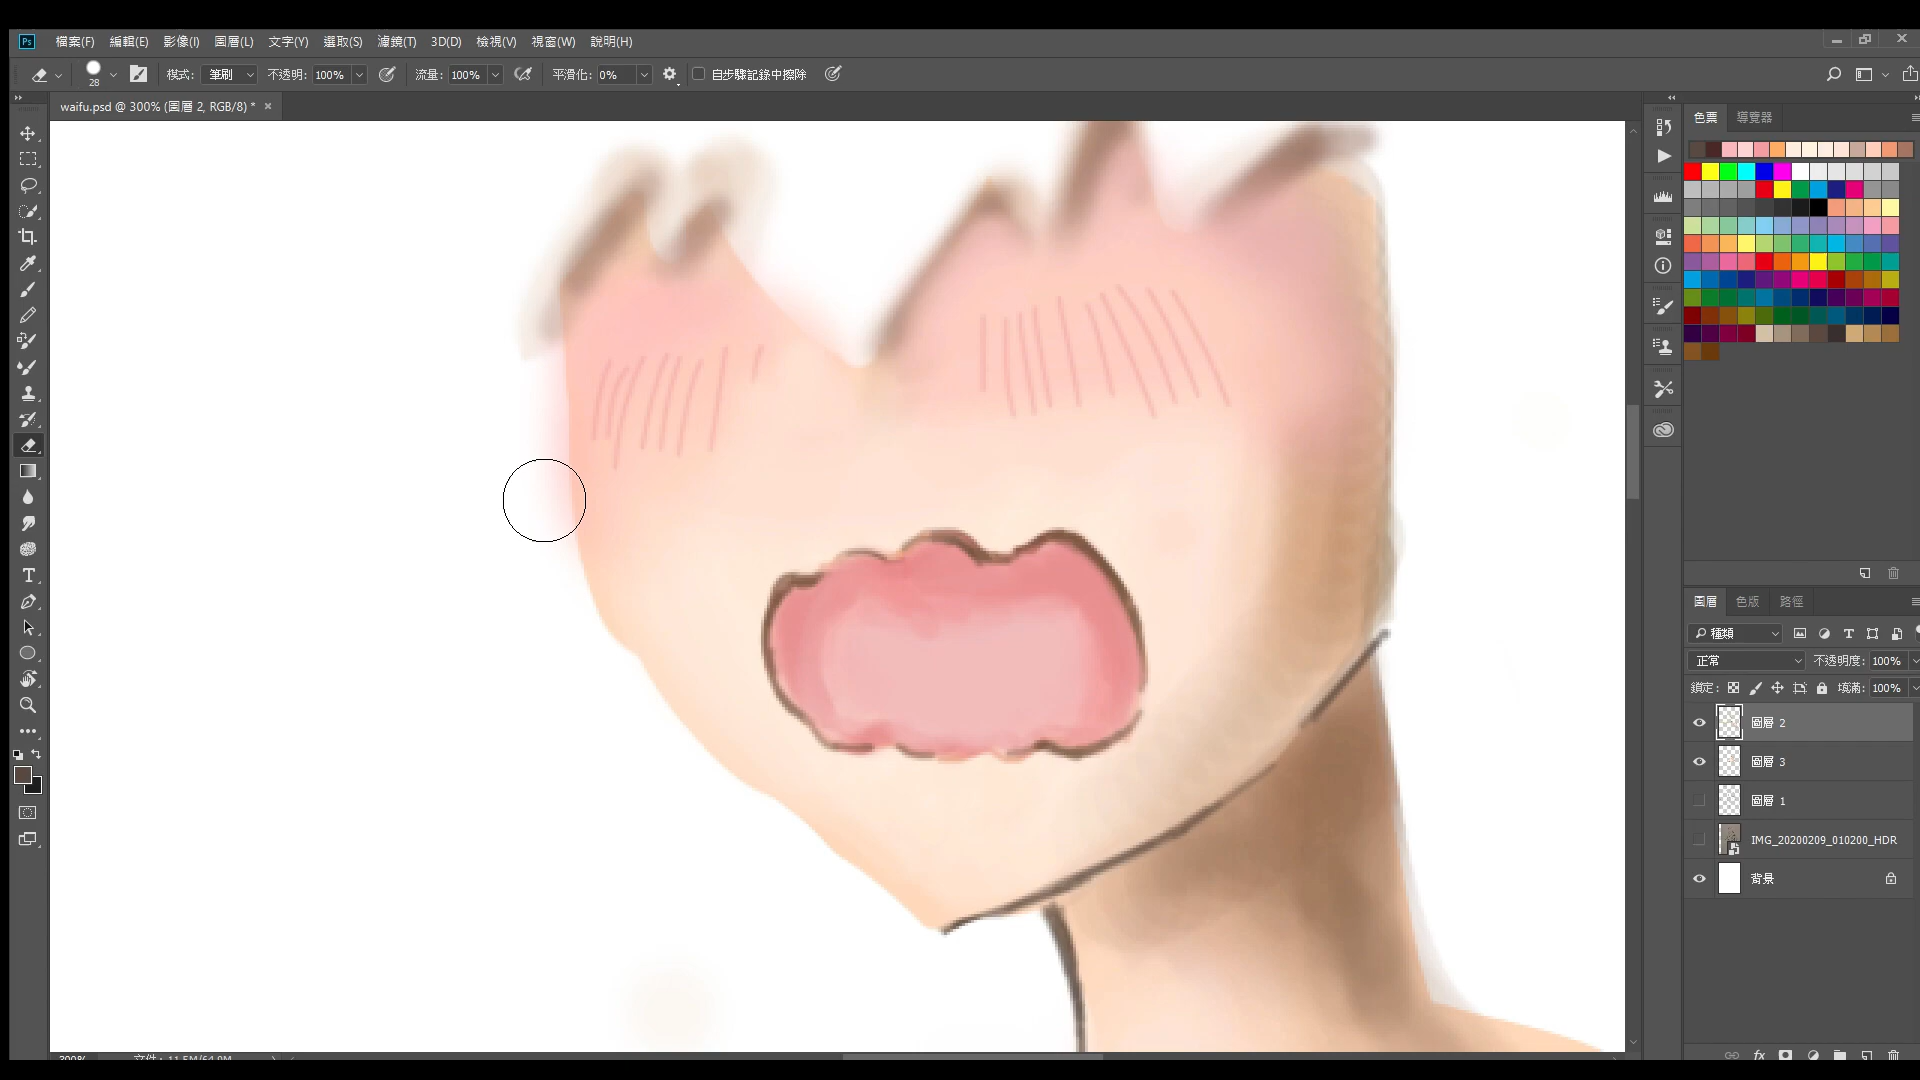 Ps 檔案(F) 編輯(E) 影像(I) 圖層(L) 文字(Y) 選取(S) 濾鏡(T) 3D(D) 檢視(V) 視窗(W) 說明(H)
28 模式: 筆刷 不透明: 100% 流量: 100% 平滑化: 0% 自步驟記錄中擦除
waifu.psd @ 300% (圖層 2, RGB/8) *
色票 導覽器
圖層 色版 路徑
種類
正常 不透明度: 100%
鎖定: 填滿: 100%
圖層 2
圖層 3
圖層 1
IMG_20200209_010200_HDR
背景
fx
300% 文件: 11.5M/64.9M